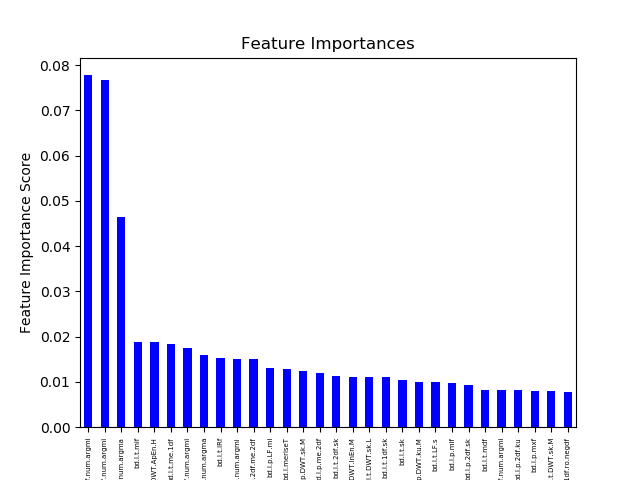 Feature Importances
Feature Importance Score
0.08
0.07
0.06
0.05
0.04
0.03
0.02
0.01
0.00
.num.argmi
.num.argmi
.num.argma
bd.l.t.mif
DWT.ApEn.H
d.l.t.me.1df
.num.argmi
.num.argma
bd.l.t.IRf
.num.argmi
.2df.me.2df
bd.l.p.LF.mi
bd.l.meriseT
p.DWT.sk.M
d.l.p.me.2df
bd.l.t.2df.sk
DWT.InEn.M
l.t.DWT.sk.L
bd.l.t.1df.sk
bd.l.t.sk
p.DWT.ku.M
bd.l.t.LF.s
bd.l.p.mif
bd.l.p.2df.sk
bd.l.t.mdf
.num.argmi
d.l.p.2df.ku
bd.l.p.mxf
l.t.DWT.sk.M
1df.ro.negdf